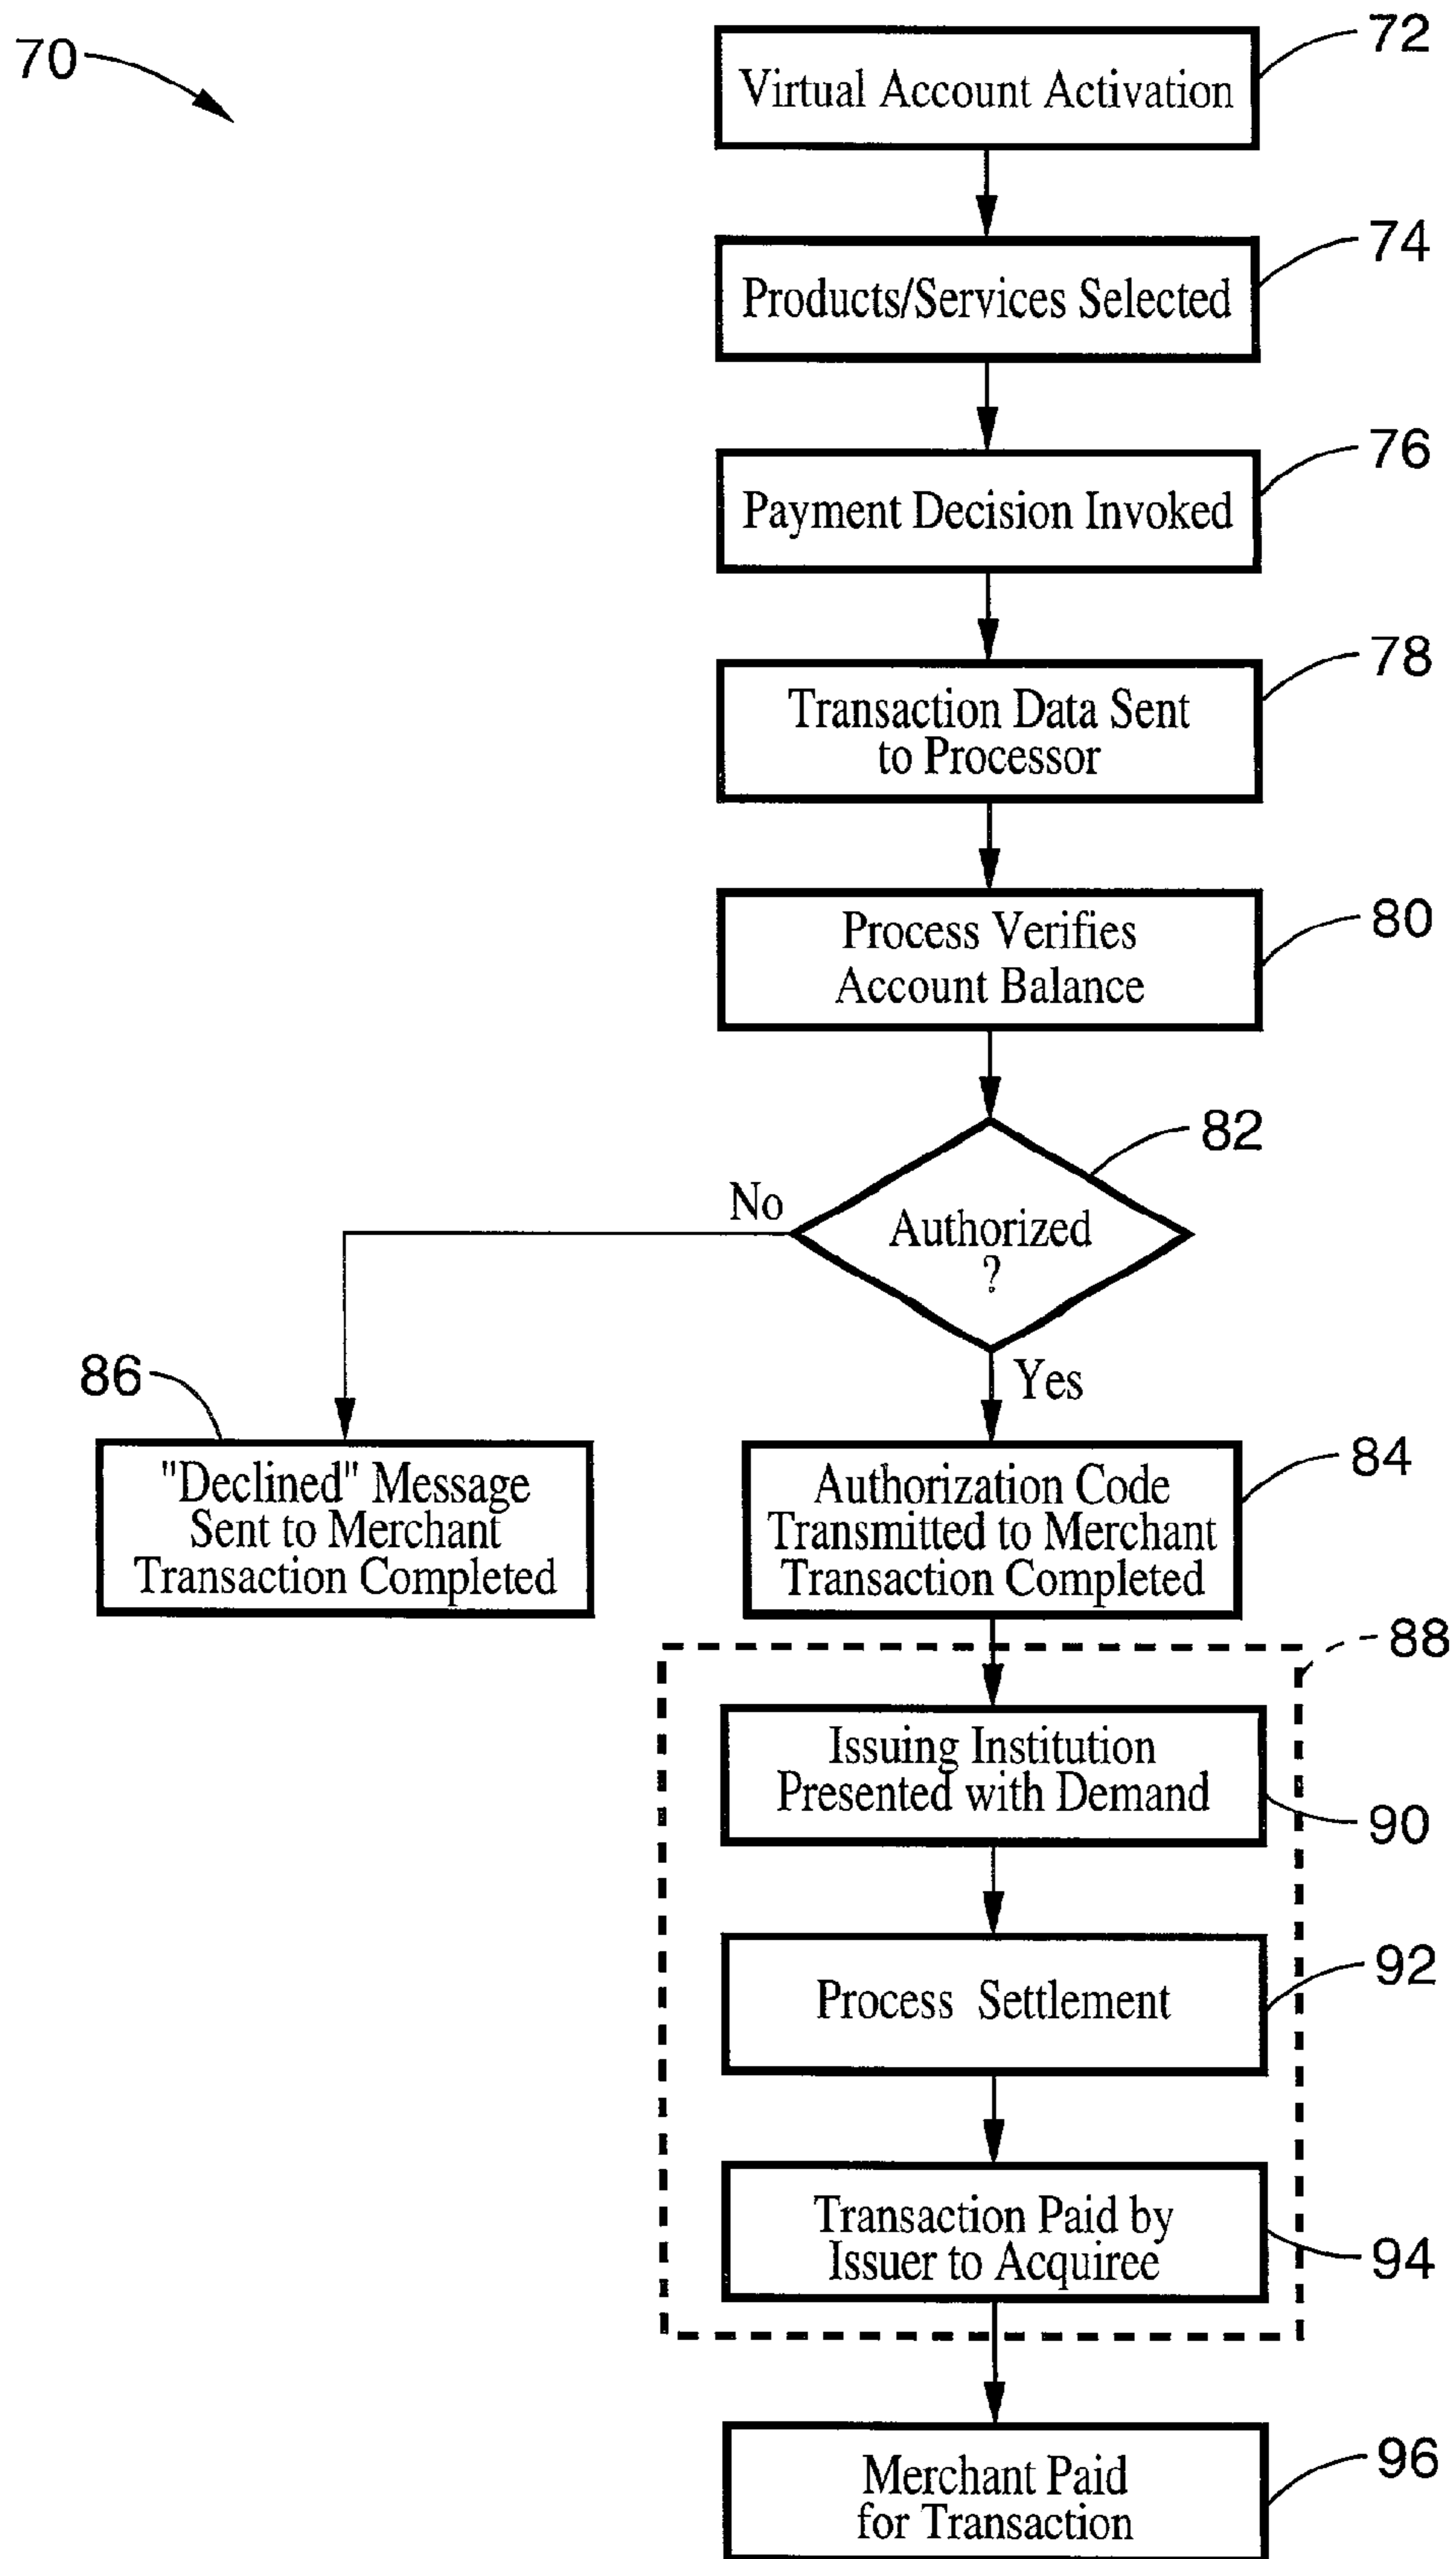 70
72
Virtual Account Activation
74
Products/Services Selected
76
Payment Decision Invoked
78
Transaction Data Sent
to Processor
80
Process Verifies
Account Balance
82
No
Authorized
?
Yes
86
"Declined" Message
Sent to Merchant
Transaction Completed
84
Authorization Code
Transmitted to Merchant
Transaction Completed
88
Issuing Institution
Presented with Demand
90
Process Settlement
92
Transaction Paid by
Issuer to Acquiree
94
Merchant Paid
for Transaction
96